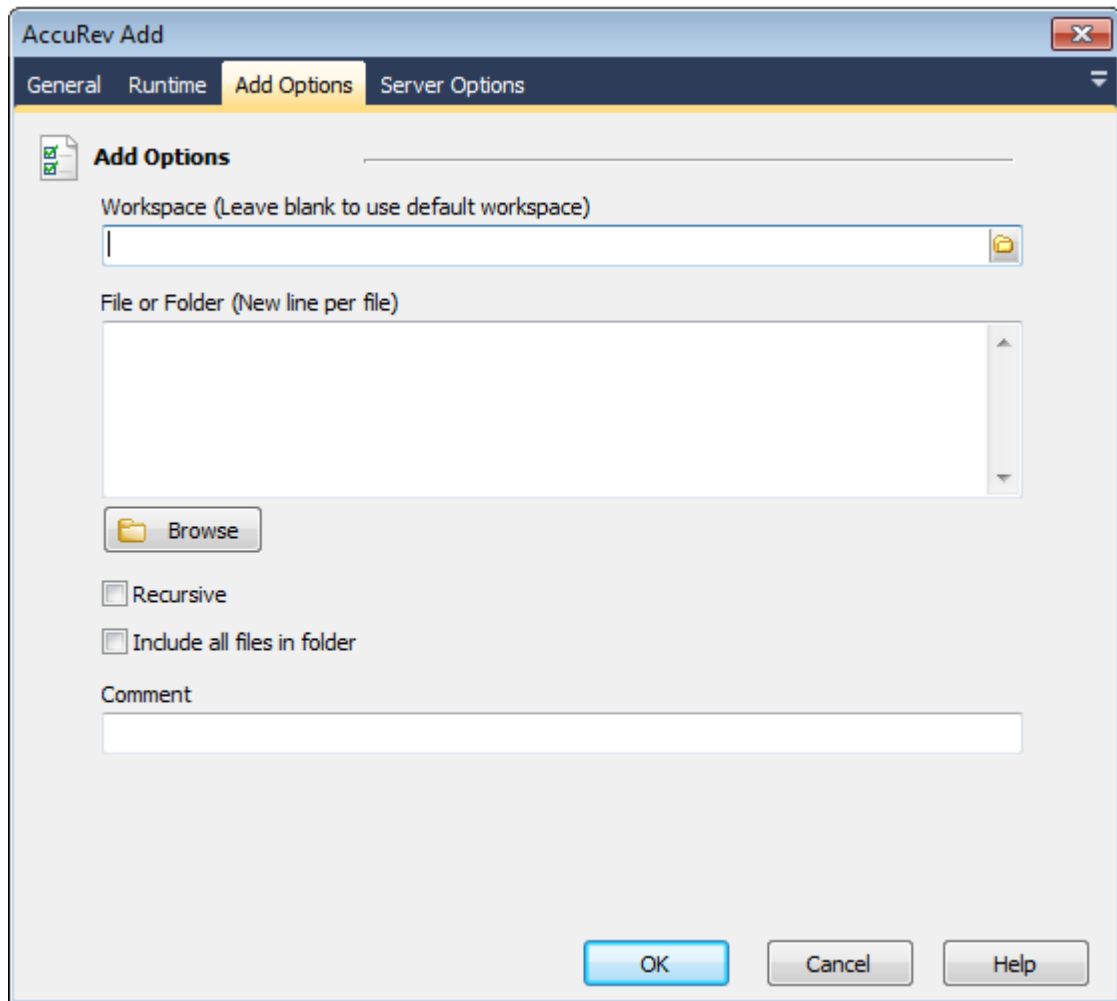 AccuRev Add
General Runtime Add Options Server Options
Add Options
Workspace (Leave blank to use default workspace)
File or Folder (New line per file)
Browse
Recursive
Include all files in folder
Comment
OK Cancel Help